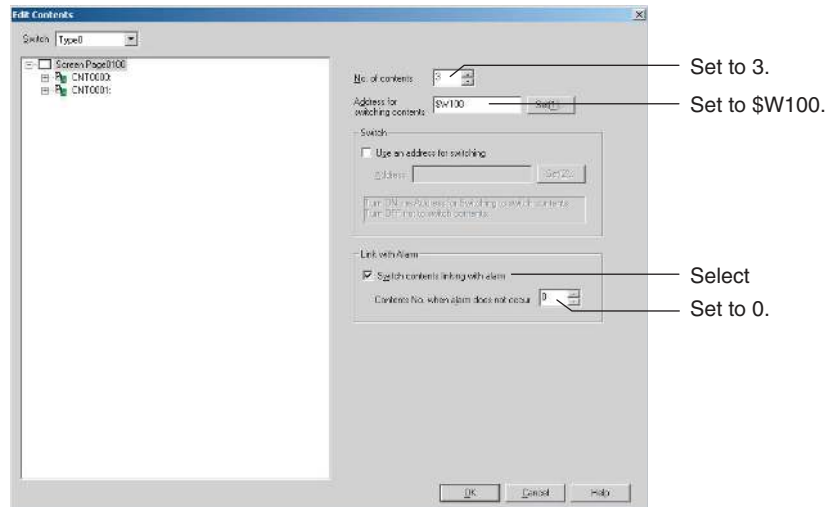 Edit Contents
Switch Type0
Screen Page0100
CNT0000:
CNT0001:
No. of contents 3
Set to 3.
Address for
switching contents $W100 Set(1)...
Set to $W100.
Switch
Use an address for switching
Address Set(2)...
Turn ON the Address for Switching to switch contents.
Turn OFF not to switch contents.
Link with Alarm
Switch contents linking with alarm
Select
Contents No. when alarm does not occur 0
Set to 0.
OK Cancel Help